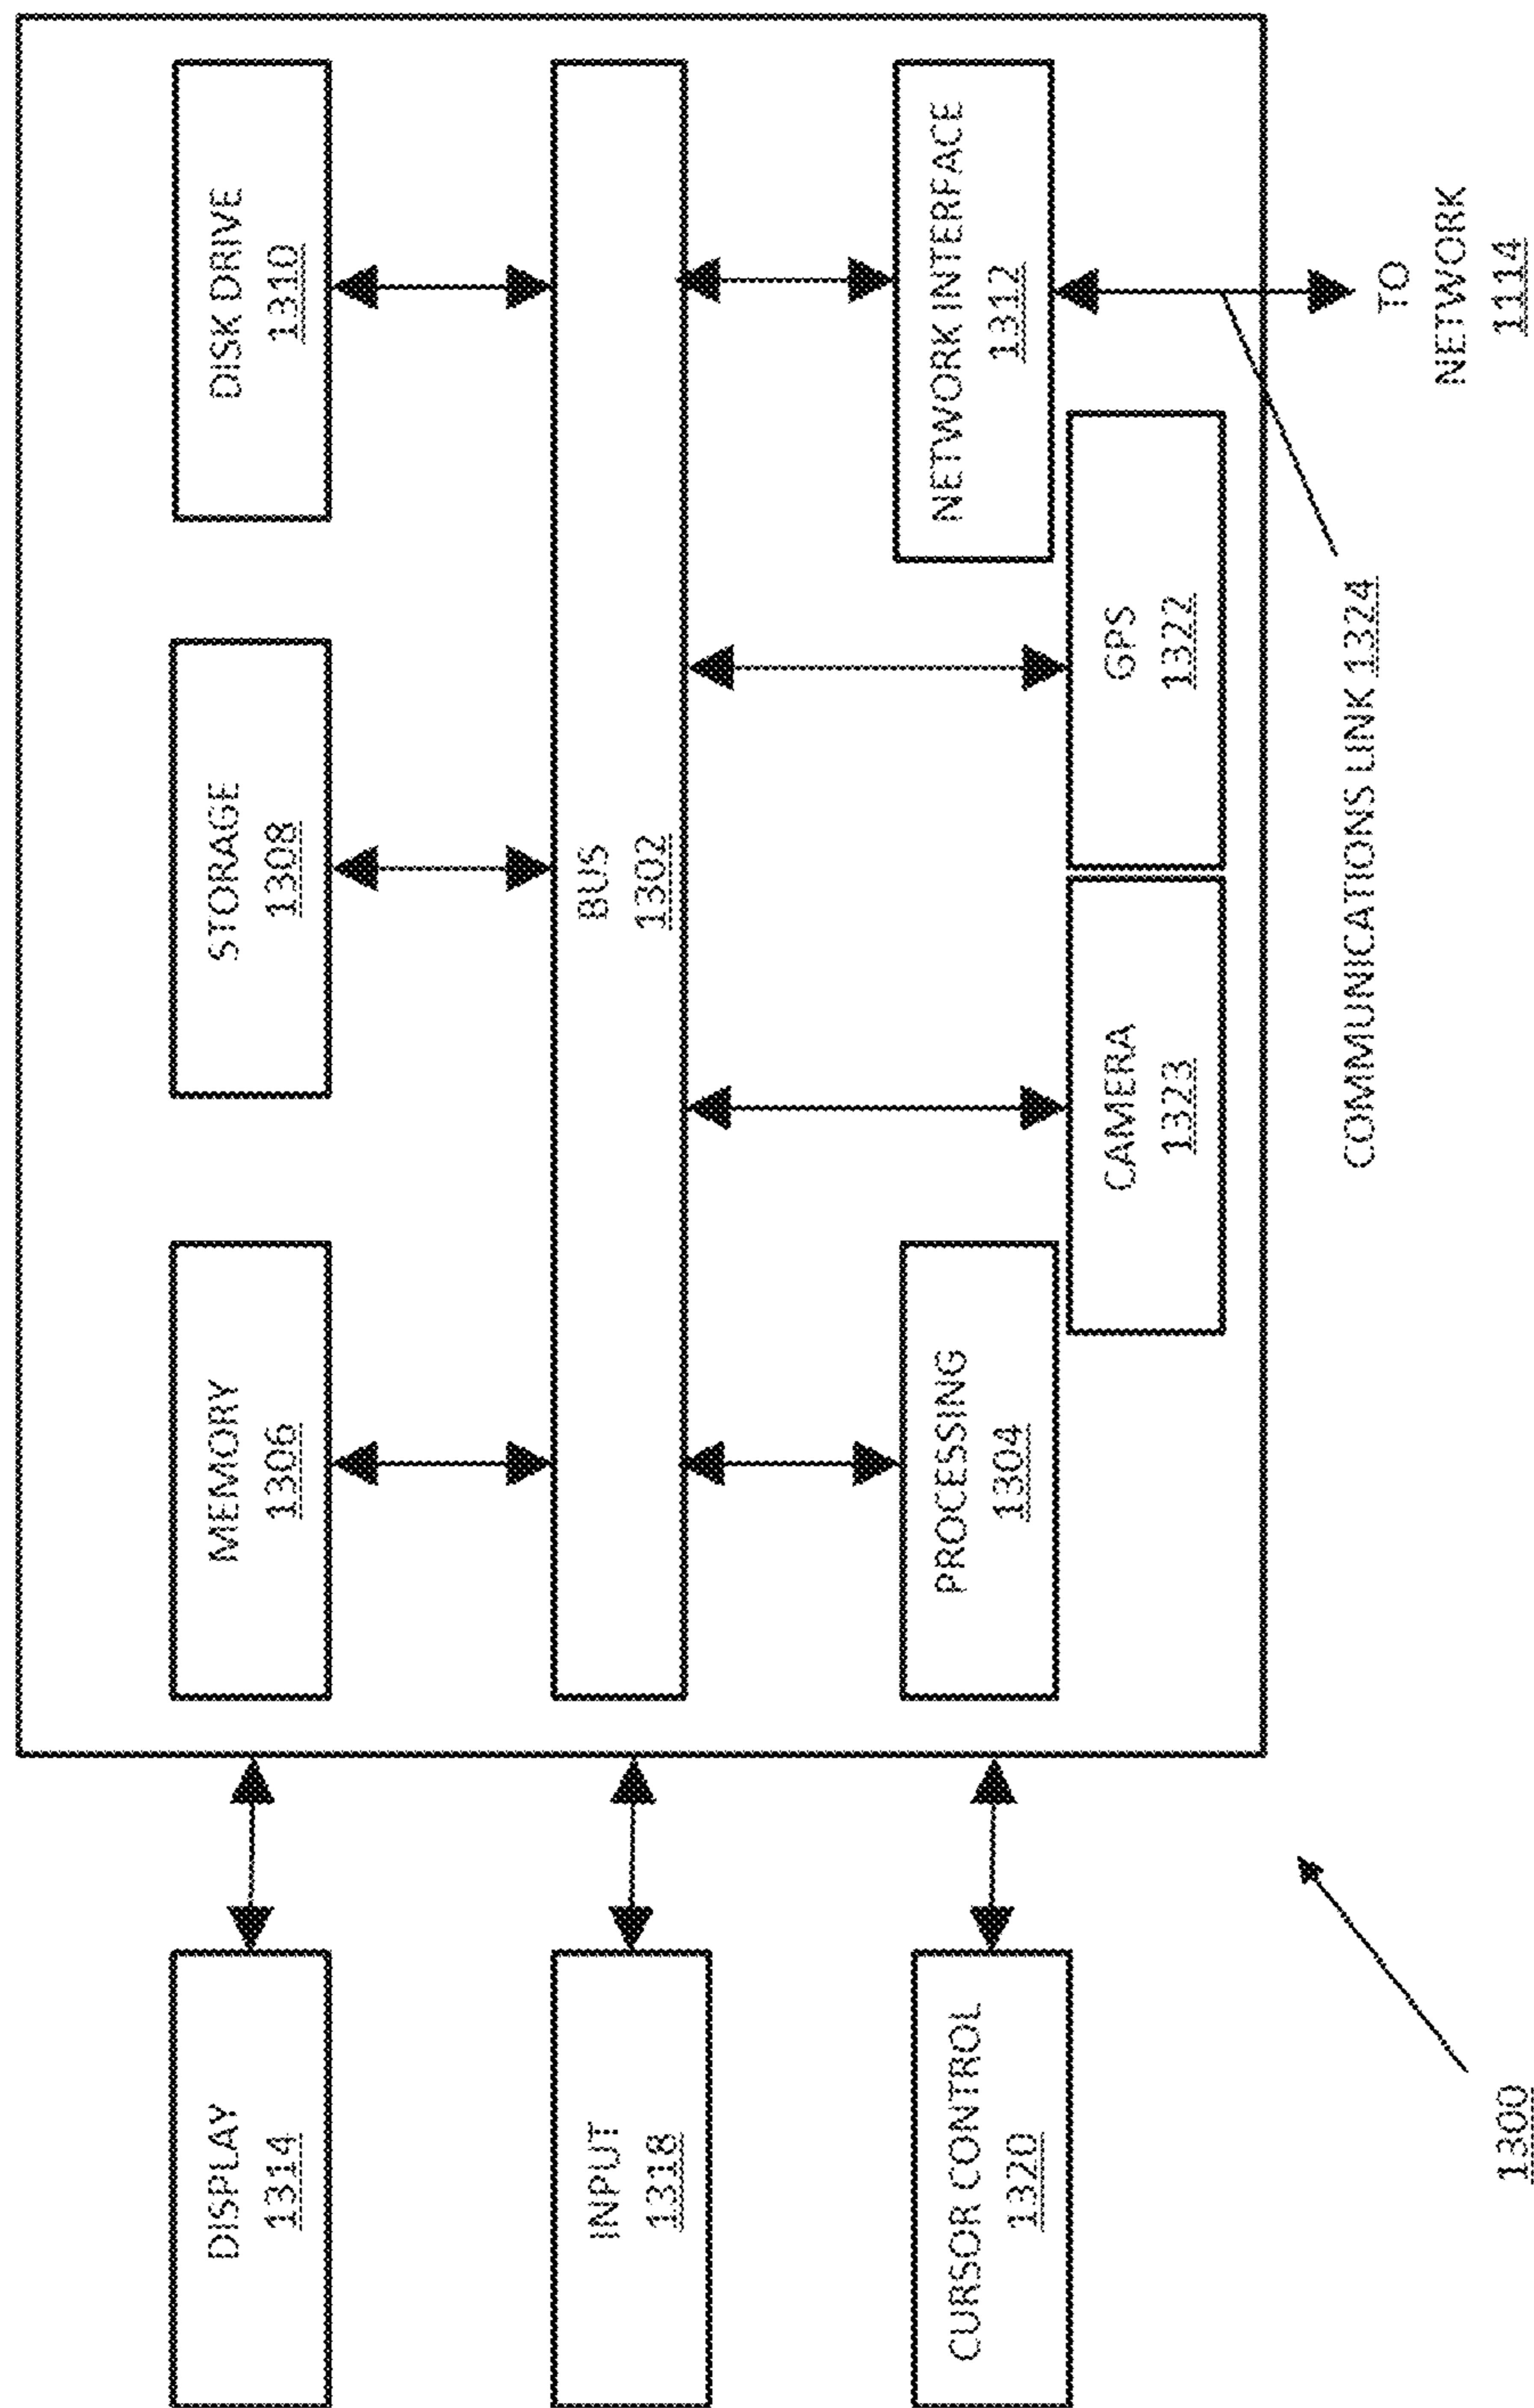 DISPLAY
1314
INPUT
1318
CURSOR CONTROL
1320
MEMORY
1306
STORAGE
1308
DISK DRIVE
1310
BUS
1302
PROCESSING
1304
CAMERA
1323
GPS
1322
NETWORK INTERFACE
1312
COMMUNICATIONS LINK 1324
TO
NETWORK
1114
1300